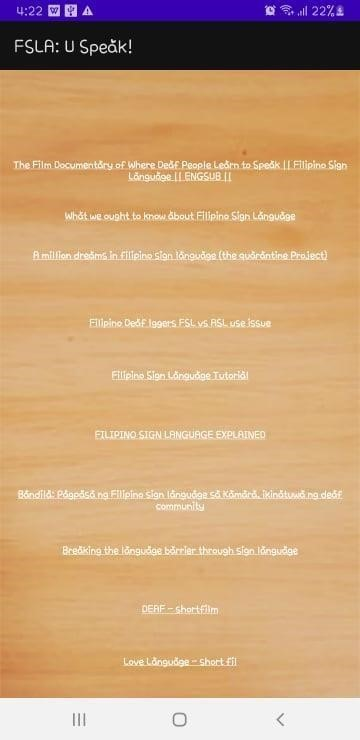 4:22
22%
FSLA: U Speak!
The Film Documentary of Where Deaf People Learn to Speak || Filipino Sign
Language || ENGSUB ||
What we ought to know about Filipino Sign Language
A million dreams in filipino sign language (the quarantine Project)
Filipino Deaf Iggers FSL vs ASL use issue
Filipino Sign Language Tutorial
FILIPINO SIGN LANGUAGE EXPLAINED
Bandila: Pagpasa ng Filipino sign language sa Kamara, ikinatuwa ng deaf
community
Breaking the language barrier through sign language
DEAF - shortfilm
Love Language - short fil